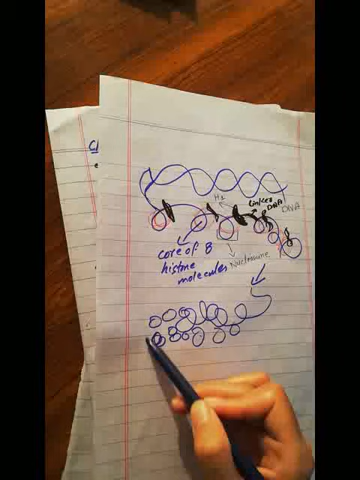 H1
Linker
DNA
DNA
core of 8
histone
molecules
Nucleosome